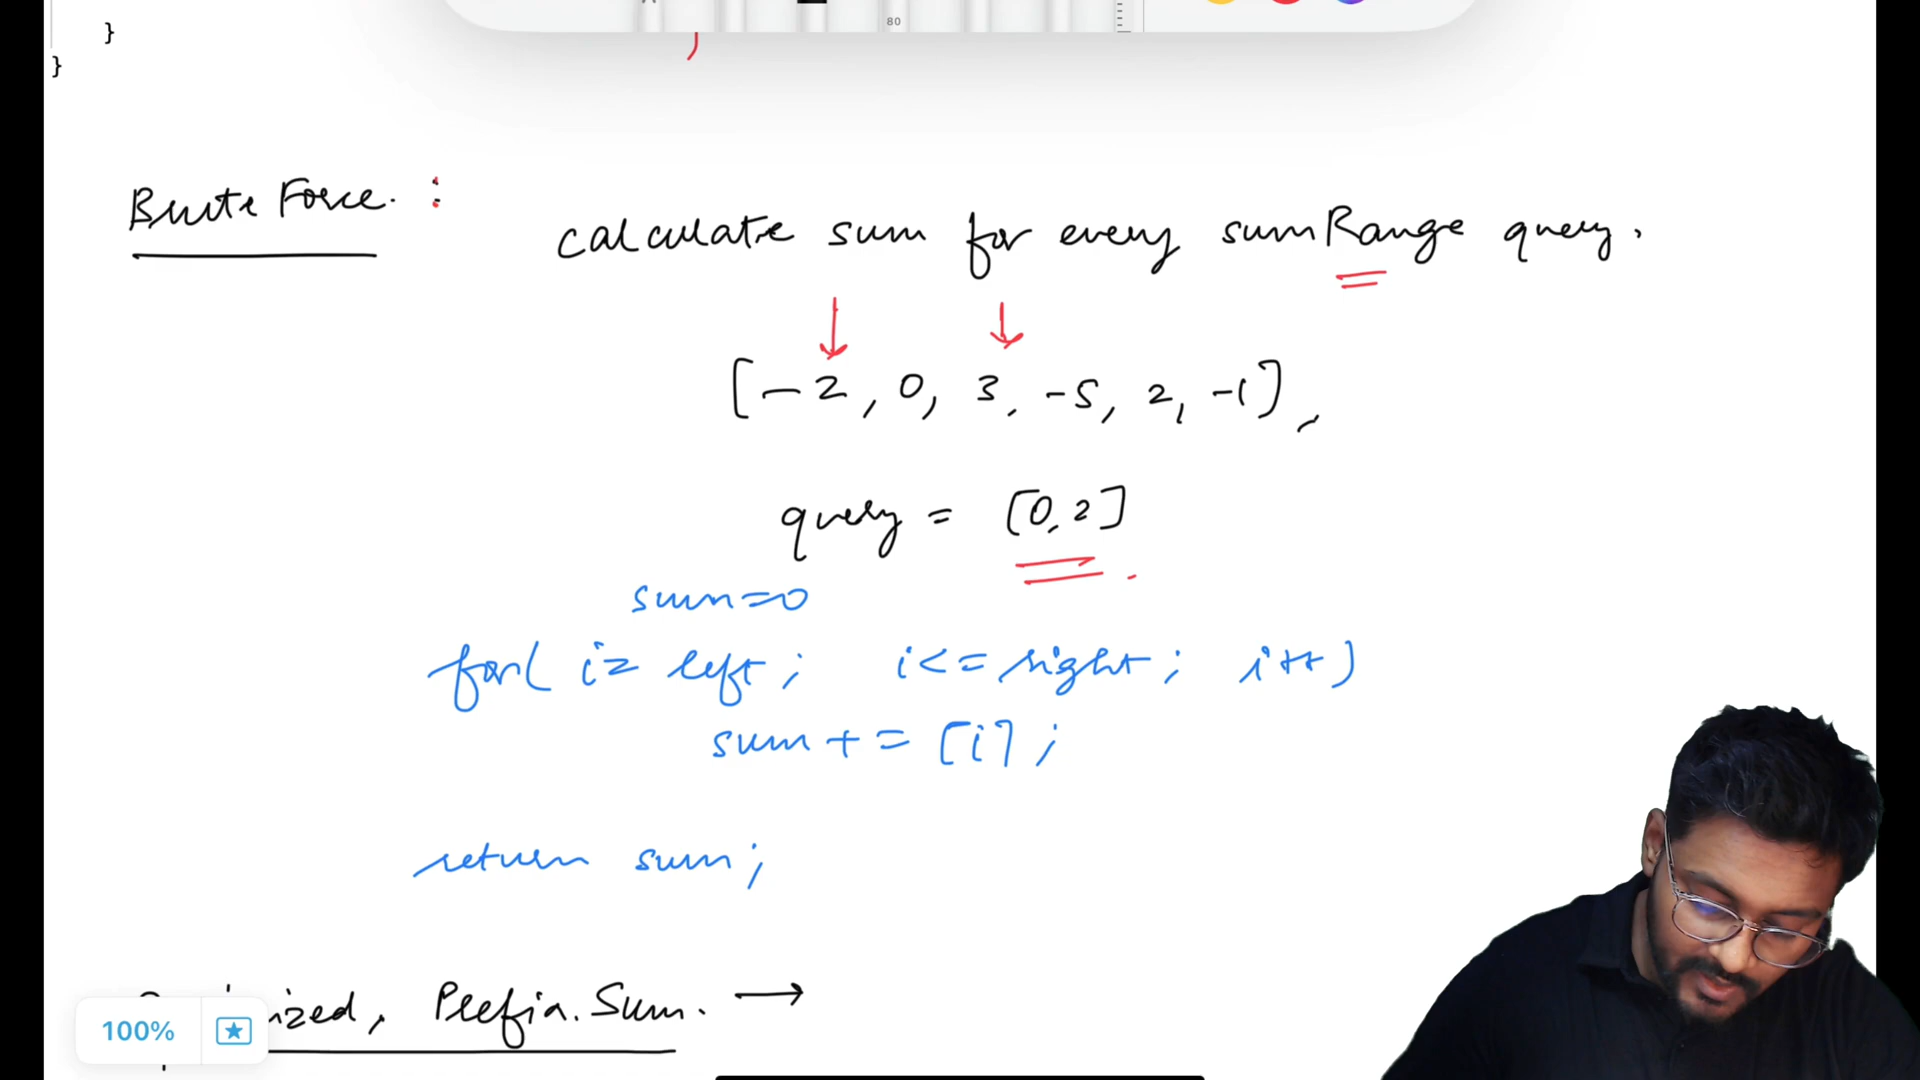 }
80
}
Brute Force. :
calculate sum for every sumRange query.
[-2, 0, 3, -5, 2, -1],
query = [0,2]
sum=0
for( i= left; i<=right; i++)
sum += [i];
return sum;
Prefix. Sum. →
100%